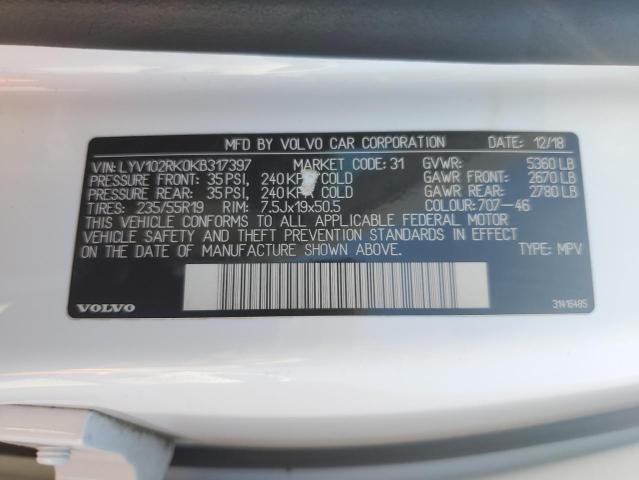 MFD BY VOLVO CAR CORPORATION DATE: 12/18
VIN: LYV102RK0KB317397 MARKET CODE: 31 GVWR: 5360 LB
PRESSURE FRONT: 35 PSI, 240 KPA COLD GAWR FRONT: 2670 LB
PRESSURE REAR: 35 PSI, 240 KPA COLD GAWR REAR: 2780 LB
TIRES: 235/55R19 RIM: 7.5Jx19x50.5 COLOUR: 707-46
THIS VEHICLE CONFORMS TO ALL APPLICABLE FEDERAL MOTOR
VEHICLE SAFETY AND THEFT PREVENTION STANDARDS IN EFFECT
ON THE DATE OF MANUFACTURE SHOWN ABOVE. TYPE: MPV
VOLVO 31416485